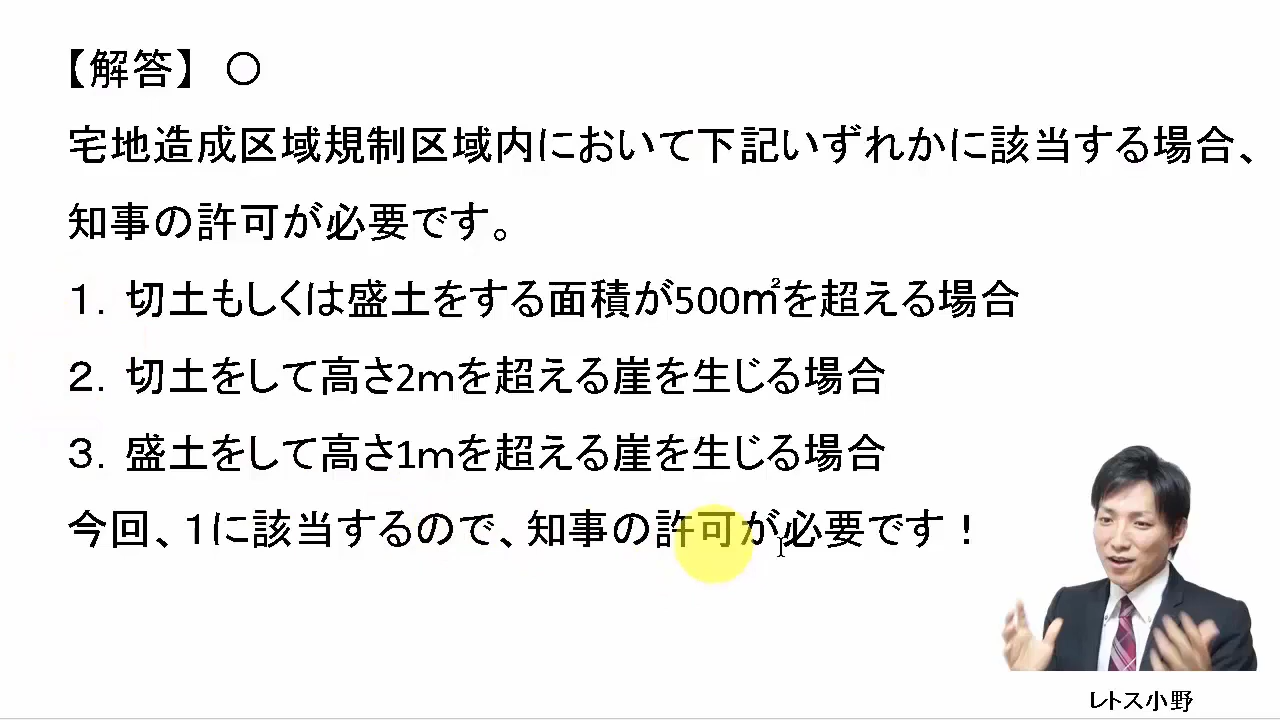 【解答】 ○
宅地造成区域規制区域内において下記いずれかに該当する場合、
知事の許可が必要です。
１．切土もしくは盛土をする面積が500㎡を超える場合
２．切土をして高さ2mを超える崖を生じる場合
３．盛土をして高さ1mを超える崖を生じる場合
今回、１に該当するので、知事の許可が必要です！
レトス小野